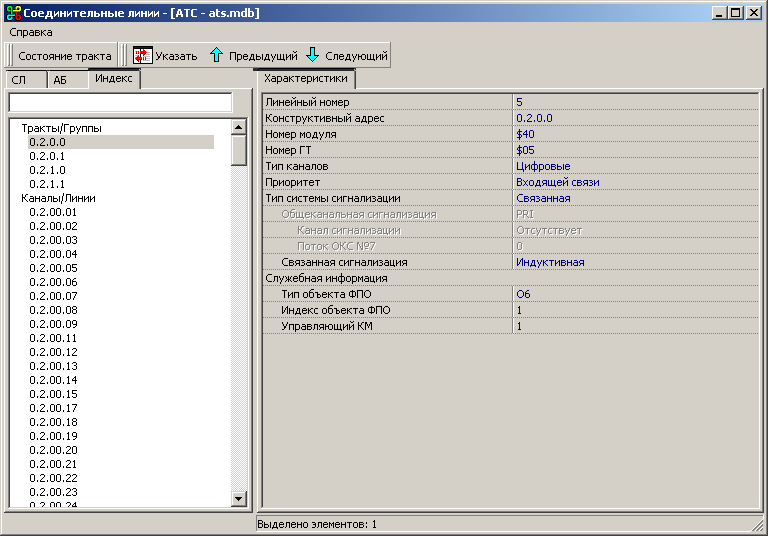 Соединительные линии - [АТС - ats.mdb]
Справка
Состояние тракта Указать Предыдущий Следующий
СЛ АБ Индекс
Тракты/Группы
0.2.0.0
0.2.0.1
0.2.1.0
0.2.1.1
Каналы/Линии
0.2.00.01
0.2.00.02
0.2.00.03
0.2.00.04
0.2.00.05
0.2.00.06
0.2.00.07
0.2.00.08
0.2.00.09
0.2.00.11
0.2.00.12
0.2.00.13
0.2.00.14
0.2.00.15
0.2.00.17
0.2.00.18
0.2.00.19
0.2.00.20
0.2.00.21
0.2.00.22
0.2.00.23
0.2.00.24
Характеристики
Линейный номер 5
Конструктивный адрес 0.2.0.0
Номер модуля $40
Номер ГТ $05
Тип каналов Цифровые
Приоритет Входящей связи
Тип системы сигнализации Связанная
Общеканальная сигнализация PRI
Канал сигнализации Отсутствует
Поток ОКС №7 0
Связанная сигнализация Индуктивная
Служебная информация
Тип объекта ФПО О6
Индекс объекта ФПО 1
Управляющий КМ 1
Выделено элементов: 1